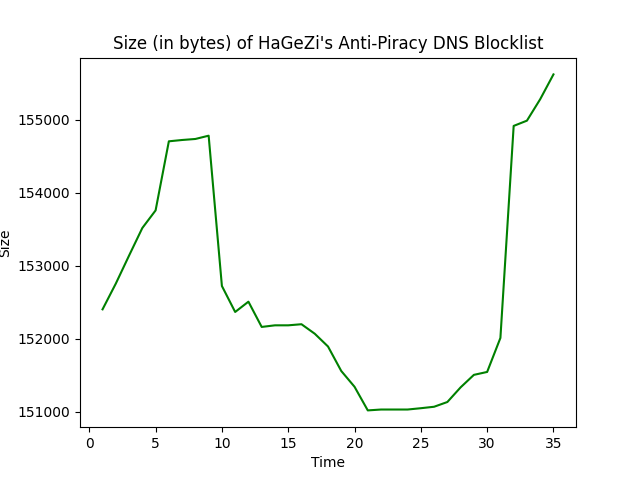 Size (in bytes) of HaGeZi's Anti-Piracy DNS Blocklist
155000
154000
153000
152000
151000
Size
0 5 10 15 20 25 30 35
Time